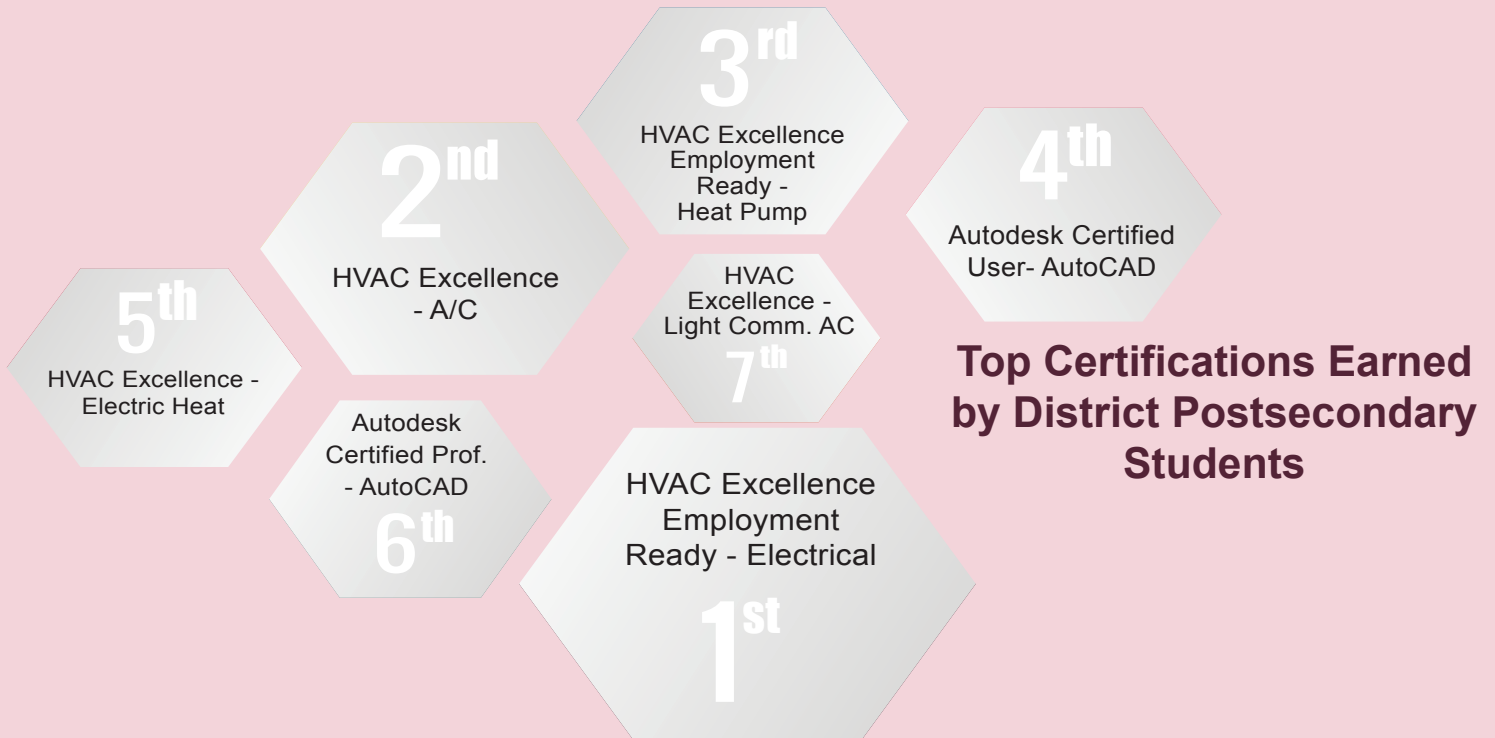 3rd
HVAC Excellence
Employment
Ready -
Heat Pump
2nd
HVAC Excellence
- A/C
4th
Autodesk Certified
User- AutoCAD
5th
HVAC Excellence -
Electric Heat
HVAC
Excellence -
Light Comm. AC
7th
Autodesk
Certified Prof.
- AutoCAD
6th
HVAC Excellence
Employment
Ready - Electrical
1st
Top Certifications Earned
by District Postsecondary
Students